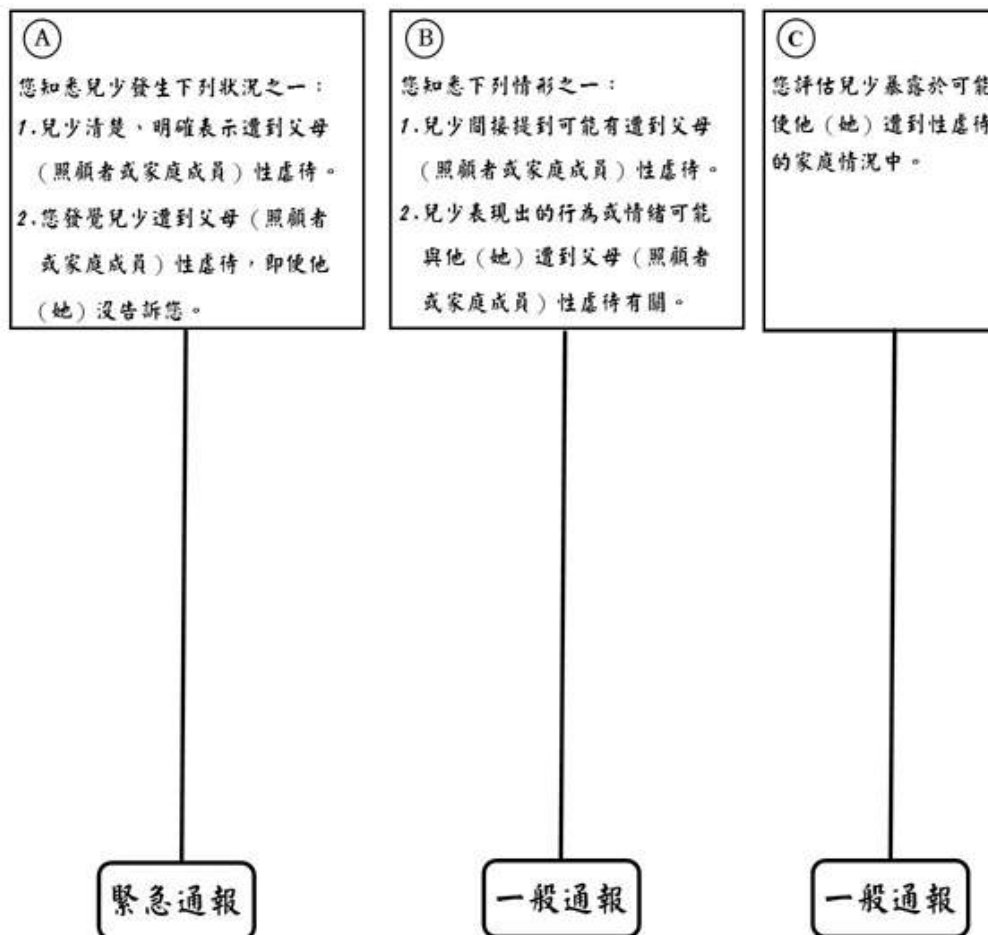 A
您知悉兒少發生下列狀況之一：
1.兒少清楚、明確表示遭到父母
（照顧者或家庭成員）性虐待。
2.您發覺兒少遭到父母（照顧者
或家庭成員）性虐待，即便他
（她）沒告訴您。
B
您知悉下列情形之一：
1.兒少間接提到可能有遭到父母
（照顧者或家庭成員）性虐待。
2.兒少表現出的行為或情緒可能
與他（她）遭到父母（照顧者
或家庭成員）性虐待有關。
C
您評估兒少暴露於可能
使他（她）遭到性虐待
的家庭情況中。
緊急通報
一般通報
一般通報